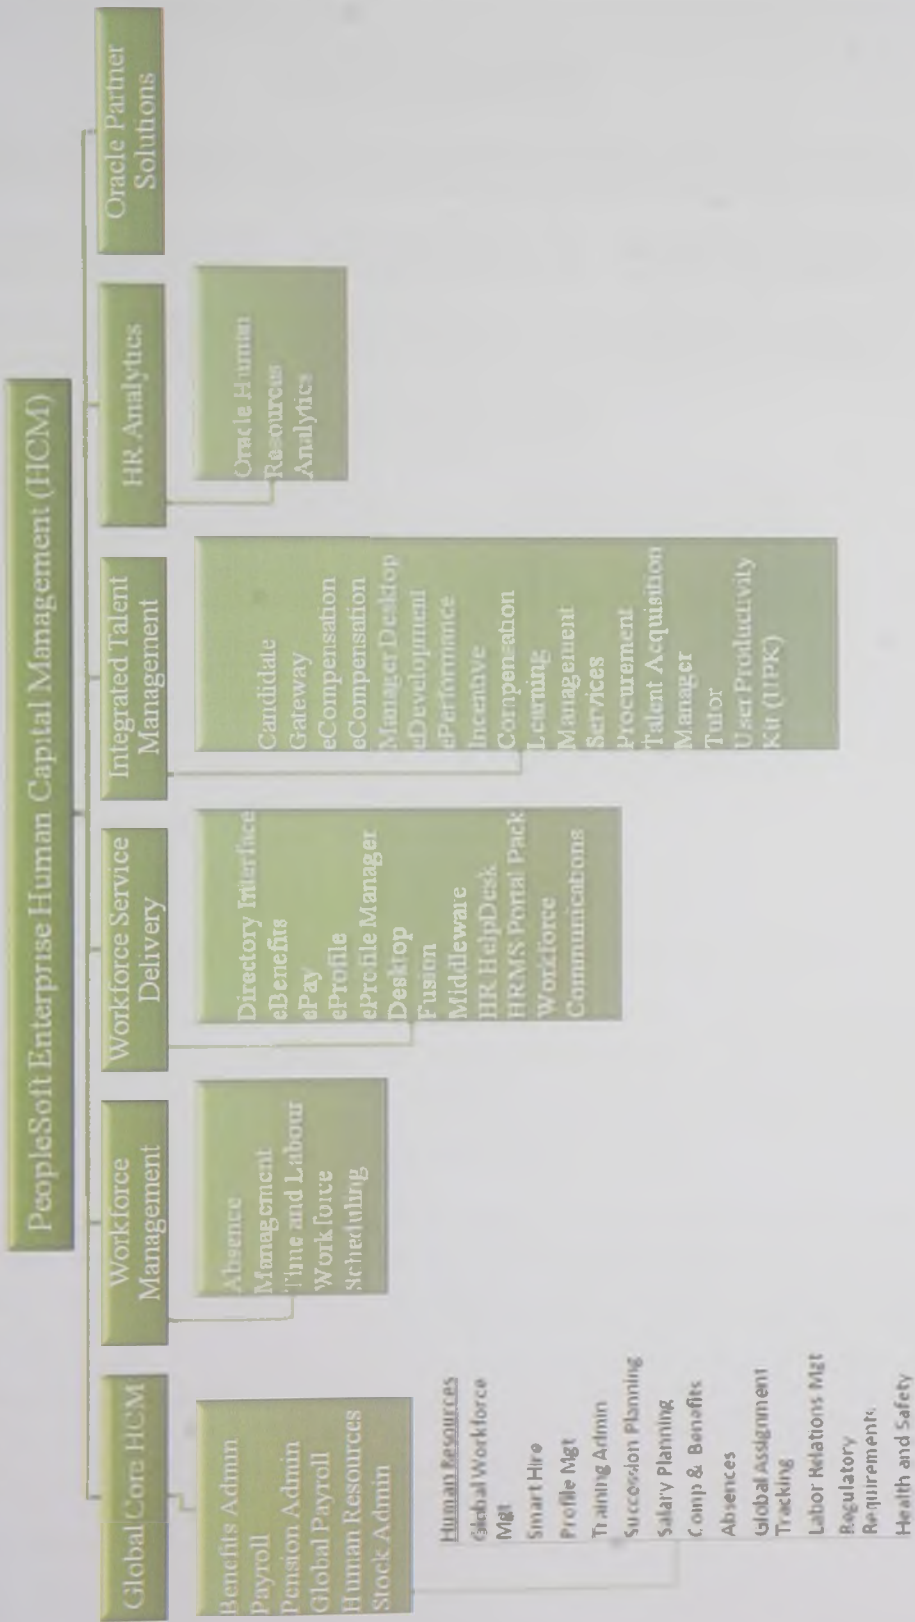 PeopleSoft Enterprise Human Capital Management (HCM)
Global Core HCM
Benefits Admn
Payroll
Pension Admin
Global Payroll
Human Resources
Stock Admin
Human Resources
Global Workforce
Mgt
Smart Hire
Profile Mgt
Training Admin
Succession Planning
Salary Planning
Comp & Benefits
Absences
Global Assignment
Tracking
Labor Relations Mgt
Regulatory
Requirements
Health and Safety
Workforce
Management
Absence
Management
Time and Labour
Workforce
Scheduling
Workforce Service
Delivery
Directory Interface
eBenefits
ePay
eProfile
eProfile Manager
Desktop
Fusion
Middleware
HR HelpDesk
HRMS Portal Pack
Workforce
Communications
Integrated Talent
Management
Candidate
Gateway
eCompensation
eCompensation
Manager Desktop
eDevelopment
ePerformance
Incentive
Compensation
Learning
Management
Services
Procurement
Talent Acquisition
Manager
Tutor
User Productivity
Kit (UPK)
HR Analytics
Oracle Human
Resources
Analytics
Oracle Partner
Solutions